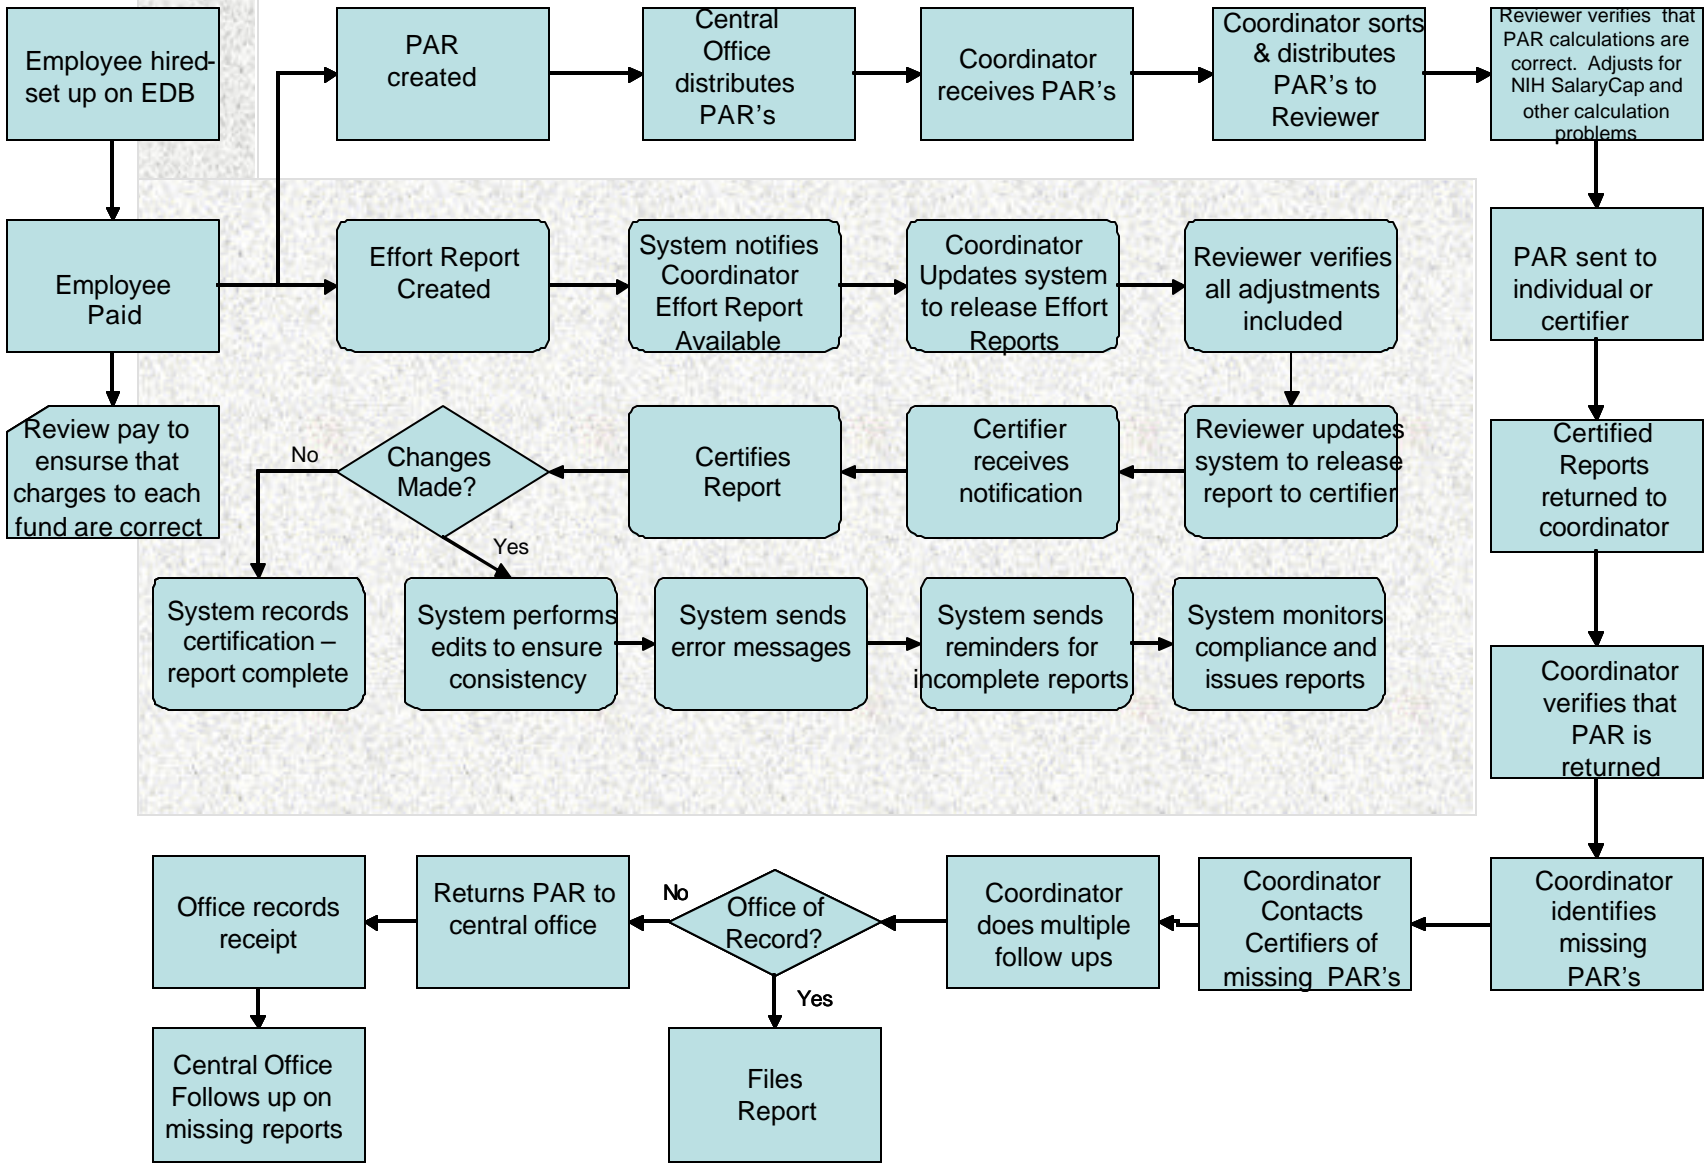 Employee hired-
set up on EDB
PAR
created
Central
Office
distributes
PAR's
Coordinator
receives PAR's
Coordinator sorts
& distributes
PAR's to
Reviewer
Reviewer verifies that
PAR calculations are
correct. Adjusts for
NIH SalaryCap and
other calculation
problems
Employee
Paid
Effort Report
Created
System notifies
Coordinator
Effort Report
Available
Coordinator
Updates system
to release Effort
Reports
Reviewer verifies
all adjustments
included
PAR sent to
individual or
certifier
Review pay to
ensurse that
charges to each
fund are correct
No
Changes
Made?
Yes
Certifies
Report
Certifier
receives
notification
Reviewer updates
system to release
report to certifier
Certified
Reports
returned to
coordinator
System records
certification –
report complete
System performs
edits to ensure
consistency
System sends
error messages
System sends
reminders for
incomplete reports
System monitors
compliance and
issues reports
Coordinator
verifies that
PAR is
returned
Office records
receipt
Returns PAR to
central office
No
Office of
Record?
Yes
Coordinator
does multiple
follow ups
Coordinator
Contacts
Certifiers of
missing PAR's
Coordinator
identifies
missing
PAR's
Central Office
Follows up on
missing reports
Files
Report